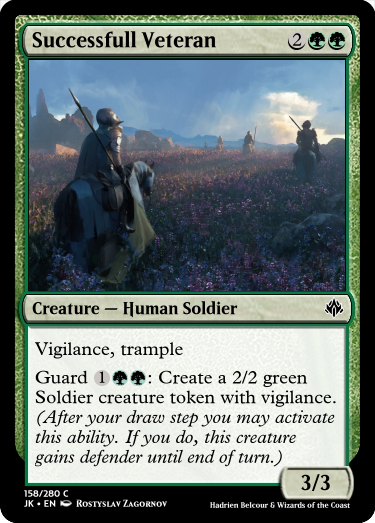 Successfull Veteran 2
Creature — Human Soldier
Vigilance, trample
Guard 1: Create a 2/2 green
Soldier creature token with vigilance.
(After your draw step you may activate
this ability. If you do, this creature
gains defender until end of turn.)
3/3
158/280 C
JK • EN Rostyslav Zagornov
Hadrien Belcour & Wizards of the Coast